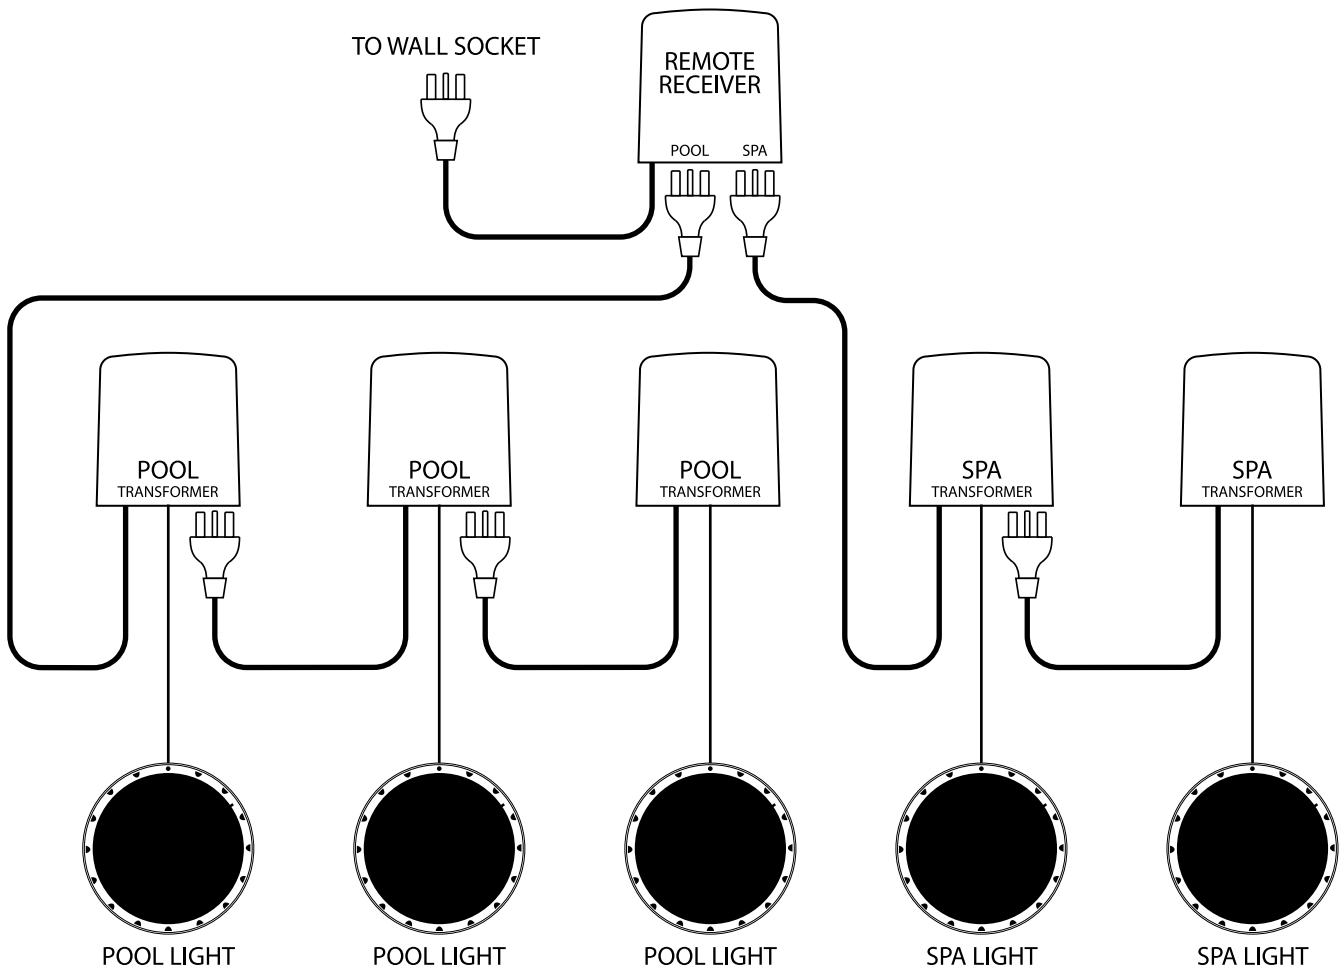 TO WALL SOCKET
REMOTE
RECEIVER
POOL SPA
POOL
TRANSFORMER
POOL
TRANSFORMER
POOL
TRANSFORMER
SPA
TRANSFORMER
SPA
TRANSFORMER
POOL LIGHT
POOL LIGHT
POOL LIGHT
SPA LIGHT
SPA LIGHT